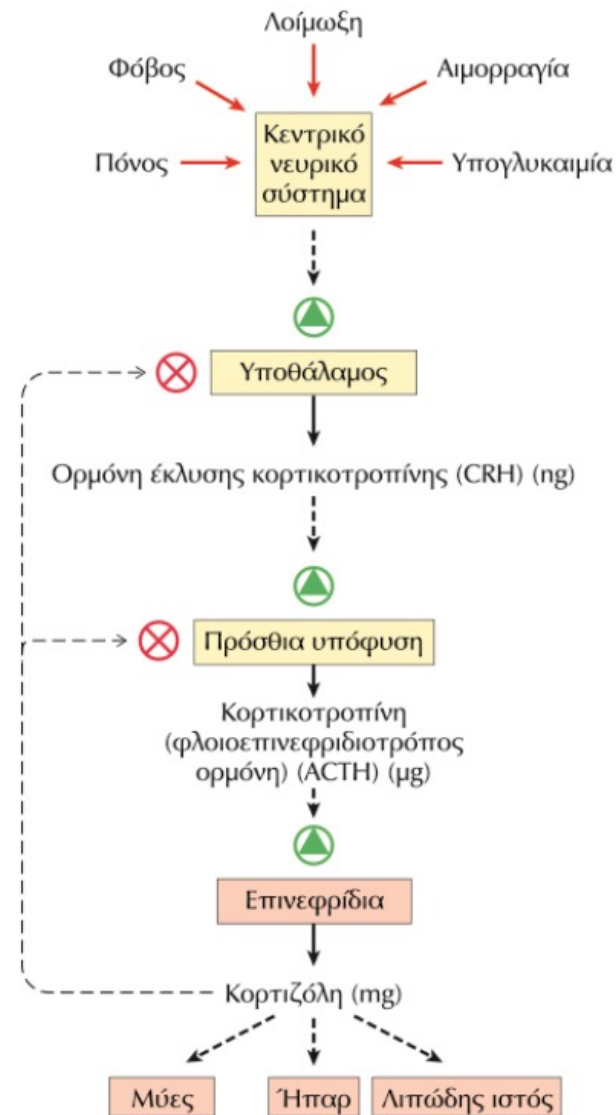 Λοίμωξη
Φόβος
Αιμορραγία
Κεντρικό
νευρικό
σύστημα
Πόνος
Υπογλυκαιμία
Υποθάλαμος
Ορμόνη έκλυσης κορτικοτροπίνης (CRH) (ng)
Πρόσθια υπόφυση
Κορτικοτροπίνη
(φλοιοεπινεφριδιοτρόπος
ορμόνη) (ACTH) (μg)
Επινεφρίδια
Κορτιζόλη (mg)
Μύες
Ήπαρ
Λιπώδης ιστός